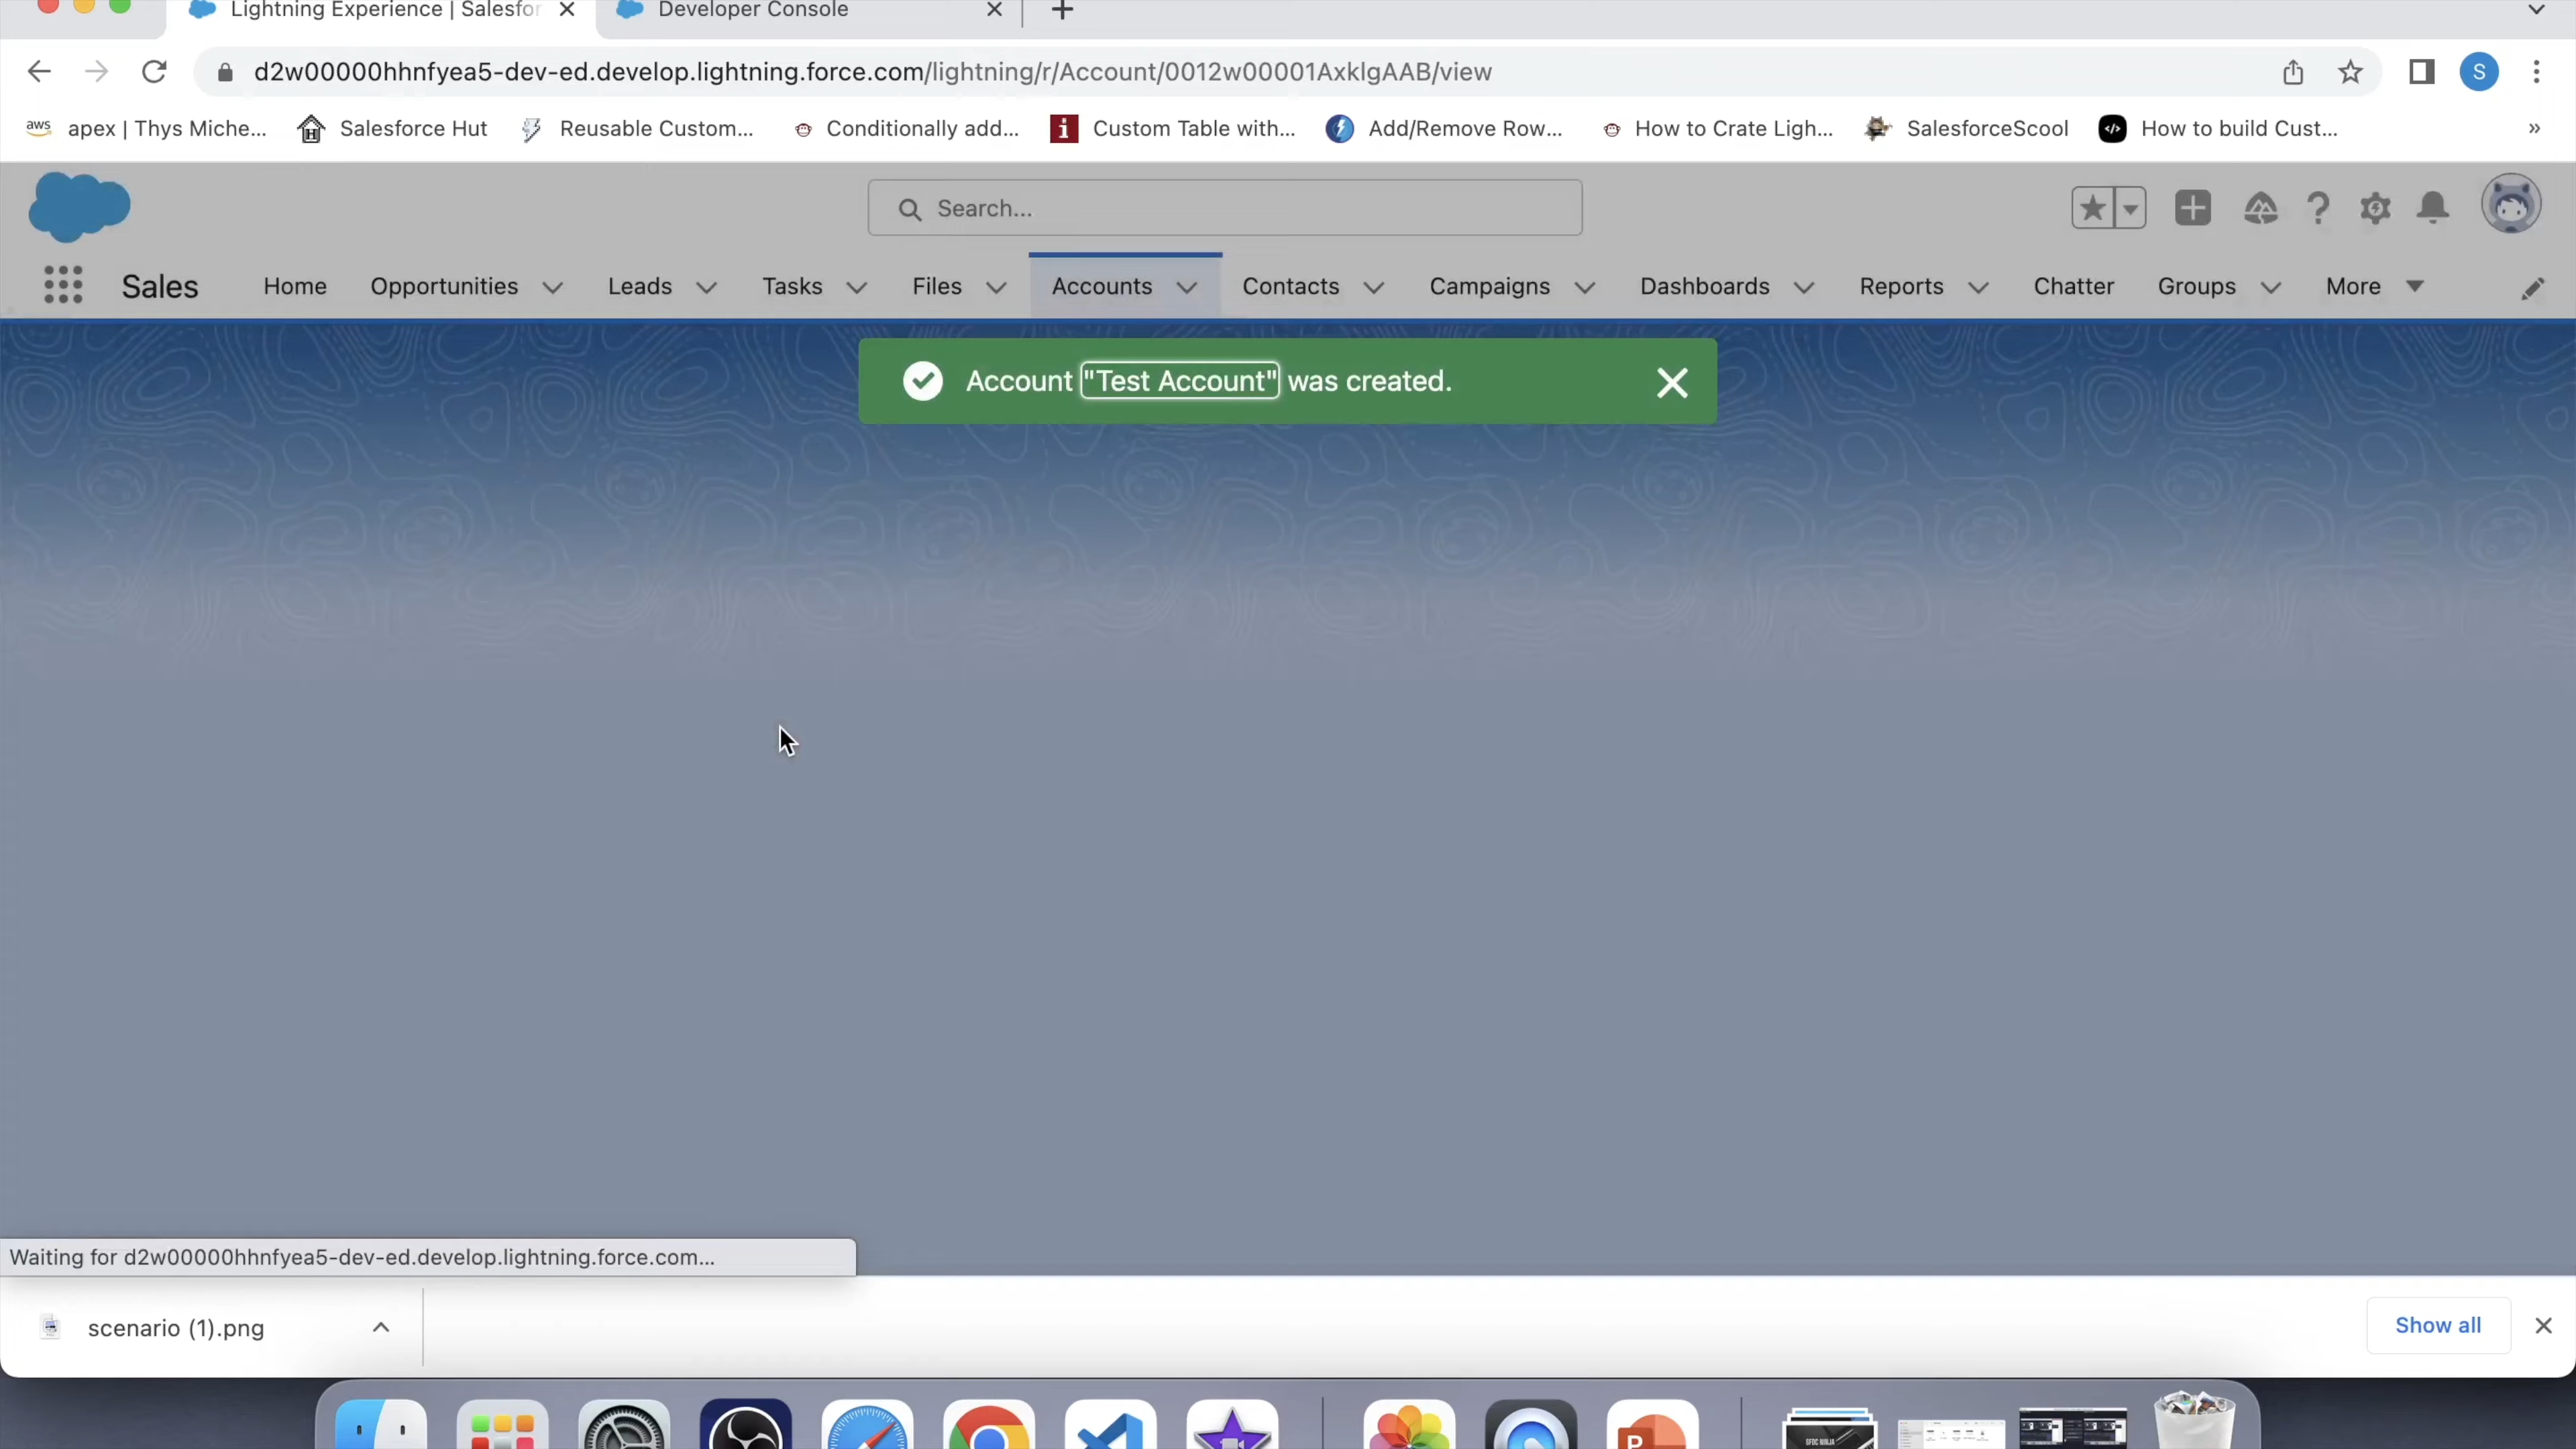 Lightning Experience | Salesfor
Developer Console
d2w00000hhnfyea5-dev-ed.develop.lightning.force.com/lightning/r/Account/0012w00001AxklgAAB/view
S
aws apex | Thys Miche...
Salesforce Hut
Reusable Custom...
Conditionally add...
Custom Table with...
Add/Remove Row...
How to Crate Ligh...
SalesforceScool
How to build Cust...
Search...
Sales
Home
Opportunities
Leads
Tasks
Files
Accounts
Contacts
Campaigns
Dashboards
Reports
Chatter
Groups
More
Account "Test Account" was created.
Waiting for d2w00000hhnfyea5-dev-ed.develop.lightning.force.com...
scenario (1).png
Show all
P